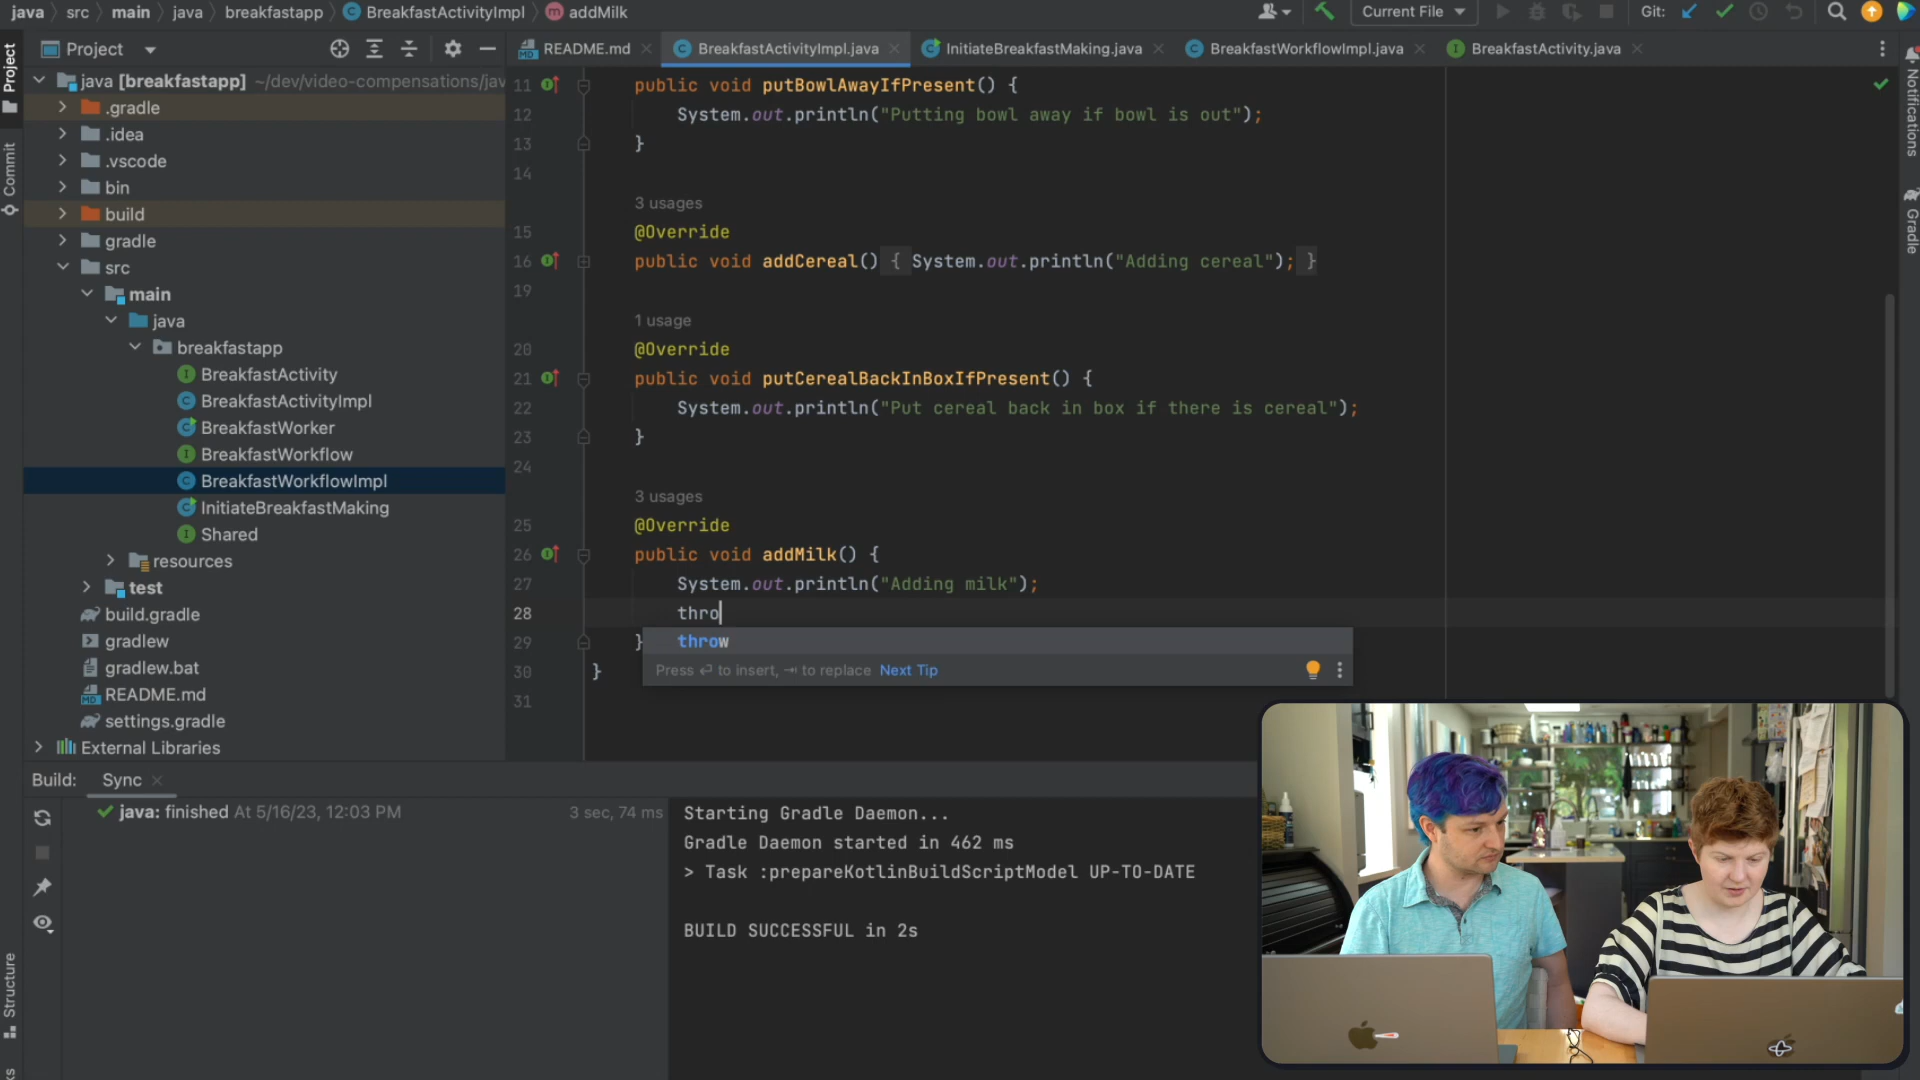 java
src
main
java
breakfastapp
BreakfastActivityImpl
addMilk
Current File
Git:
Project
Project
README.md
BreakfastActivityImpl.java
InitiateBreakfastMaking.java
BreakfastWorkflowImpl.java
BreakfastActivity.java
Notifications
Gradle
Commit
Structure
java [breakfastapp] ~/dev/video-compensations/jav
.gradle
.idea
.vscode
bin
build
gradle
src
main
java
breakfastapp
BreakfastActivity
BreakfastActivityImpl
BreakfastWorker
BreakfastWorkflow
BreakfastWorkflowImpl
InitiateBreakfastMaking
Shared
resources
test
build.gradle
gradlew
gradlew.bat
README.md
settings.gradle
External Libraries
11 public void putBowlAwayIfPresent() {
12 System.out.println("Putting bowl away if bowl is out");
13 }
14
3 usages
15 @Override
16 public void addCereal() { System.out.println("Adding cereal"); }
19
1 usage
20 @Override
21 public void putCerealBackInBoxIfPresent() {
22 System.out.println("Put cereal back in box if there is cereal");
23 }
24
3 usages
25 @Override
26 public void addMilk() {
27 System.out.println("Adding milk");
28 thro
29 }
throw
Press ↩ to insert, ⇥ to replace Next Tip
30 }
31
Build: Sync
java: finished At 5/16/23, 12:03 PM 3 sec, 74 ms
Starting Gradle Daemon...
Gradle Daemon started in 462 ms
> Task :prepareKotlinBuildScriptModel UP-TO-DATE
BUILD SUCCESSFUL in 2s